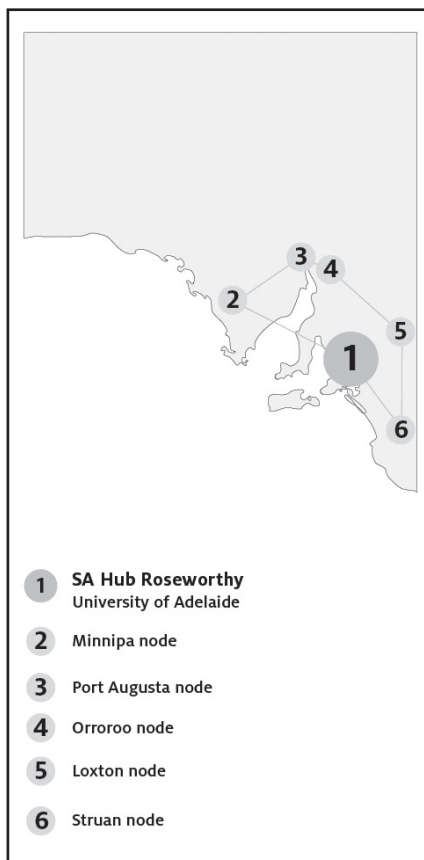 3
4
2
5
1
6
1 SA Hub Roseworthy
University of Adelaide
2 Minnipa node
3 Port Augusta node
4 Orroroo node
5 Loxton node
6 Struan node